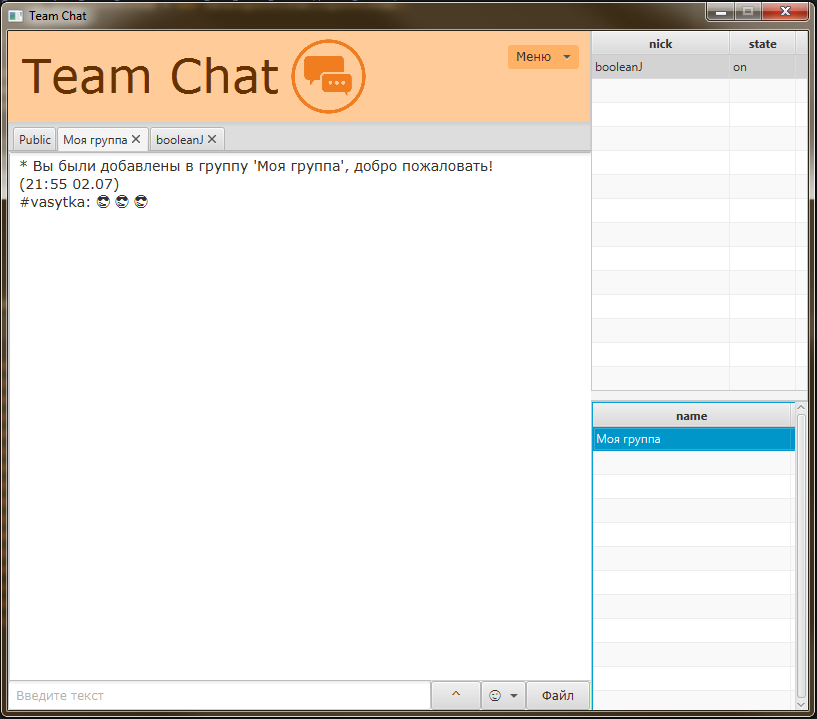 Team Chat
Team Chat
Меню
nick state
booleanJ on
Public Моя группа booleanJ
* Вы были добавлены в группу 'Моя группа', добро пожаловать!
(21:55 02.07)
#vasytka: 😎 😎 😎
name
Моя группа
Введите текст
^ ☺ Файл